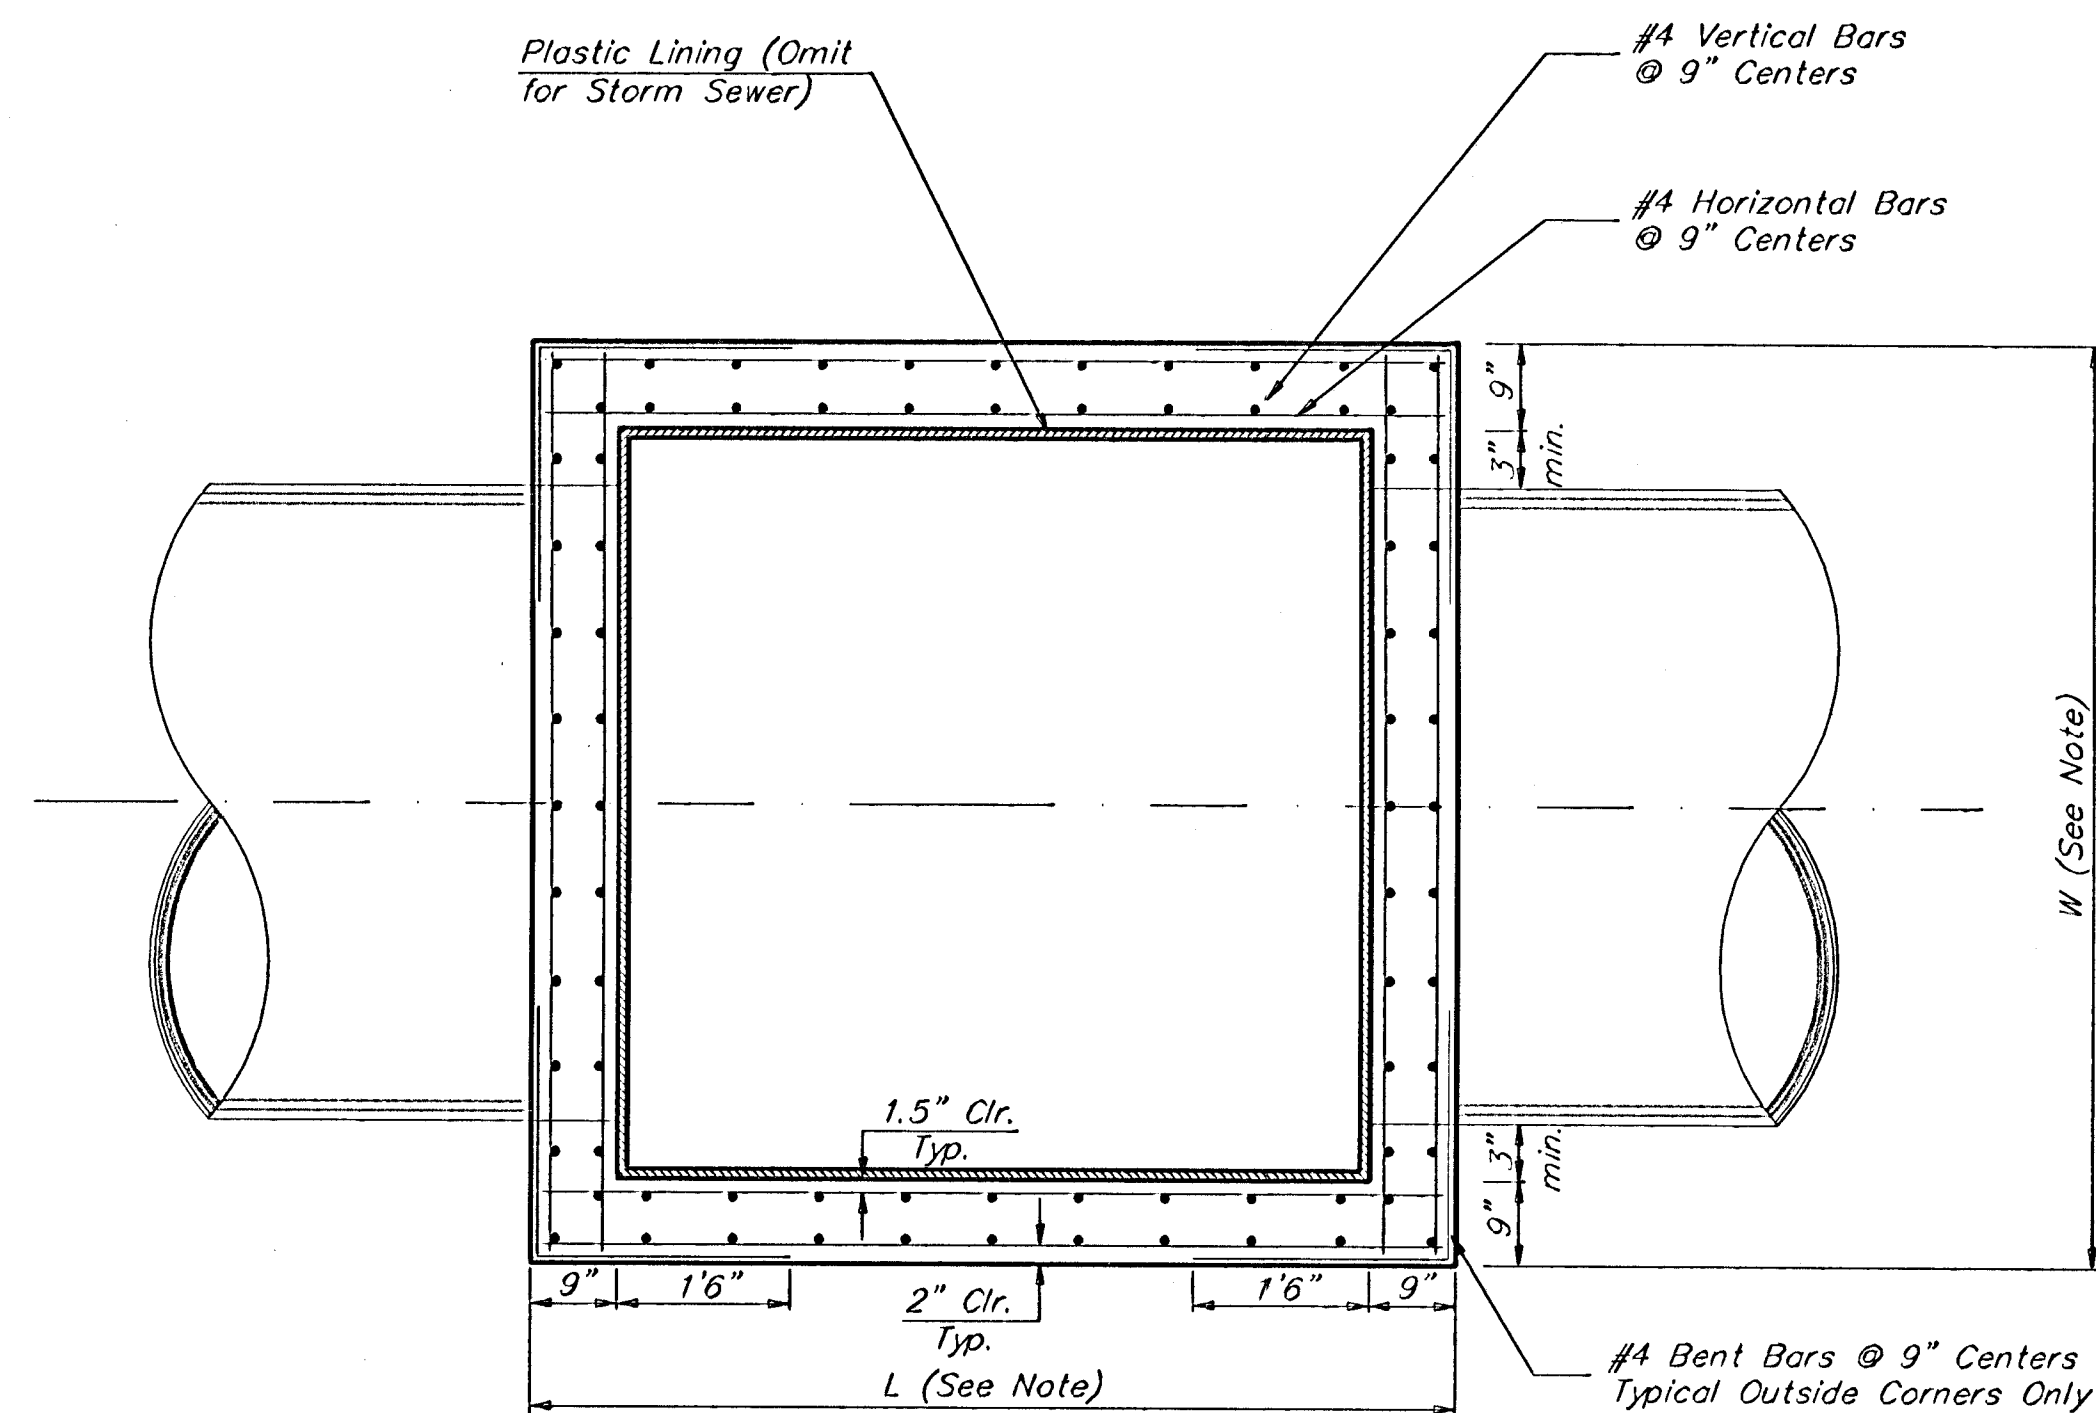 Plastic Lining (Omit
for Storm Sewer)
#4 Vertical Bars
@ 9" Centers
#4 Horizontal Bars
@ 9" Centers
9"
3"
min.
W (See Note)
1.5" Clr.
Typ.
3"
min.
9"
9"
1'6"
2" Clr.
Typ.
1'6"
9"
L (See Note)
#4 Bent Bars @ 9" Centers
Typical Outside Corners Only